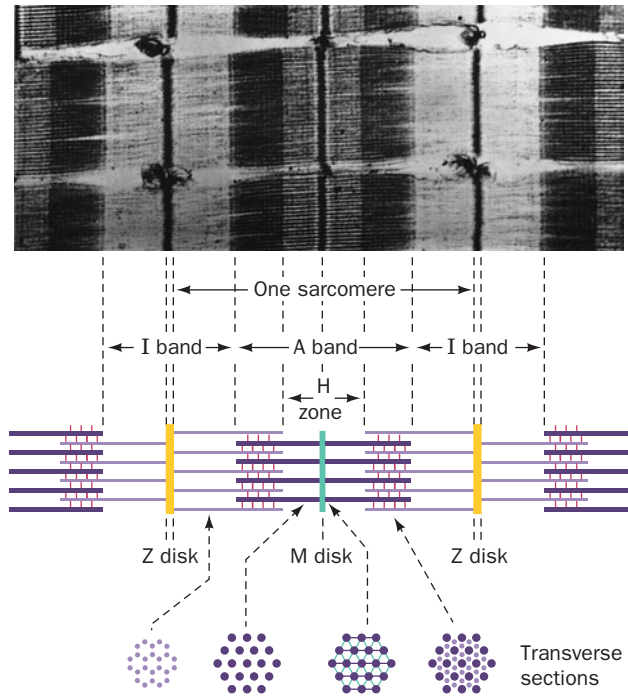 One sarcomere
I band
A band
I band
H
zone
Z disk
M disk
Z disk
Transverse
sections